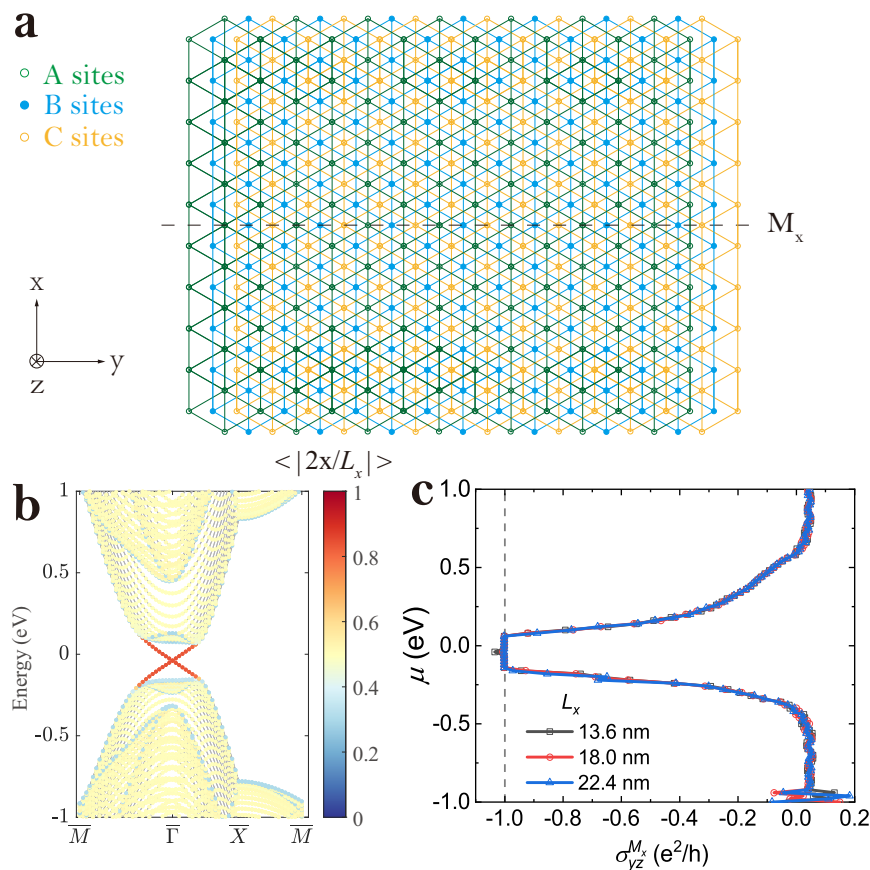 a
A sites
B sites
C sites
M_x
x
y
z
< | 2x/L_x | >
b
1
0.5
0
-0.5
-1
Energy (eV)
M̅ Γ̅ X̅ M̅
1
0.8
0.6
0.4
0.2
0
c
1.0
0.5
0.0
-0.5
-1.0
μ (eV)
L_x
13.6 nm
18.0 nm
22.4 nm
-1.0 -0.8 -0.6 -0.4 -0.2 0.0 0.2
σ_{yz}^{M_x} (e²/h)